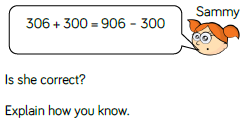 Sammy
306 + 300 = 906 − 300
Is she correct?
Explain how you know.